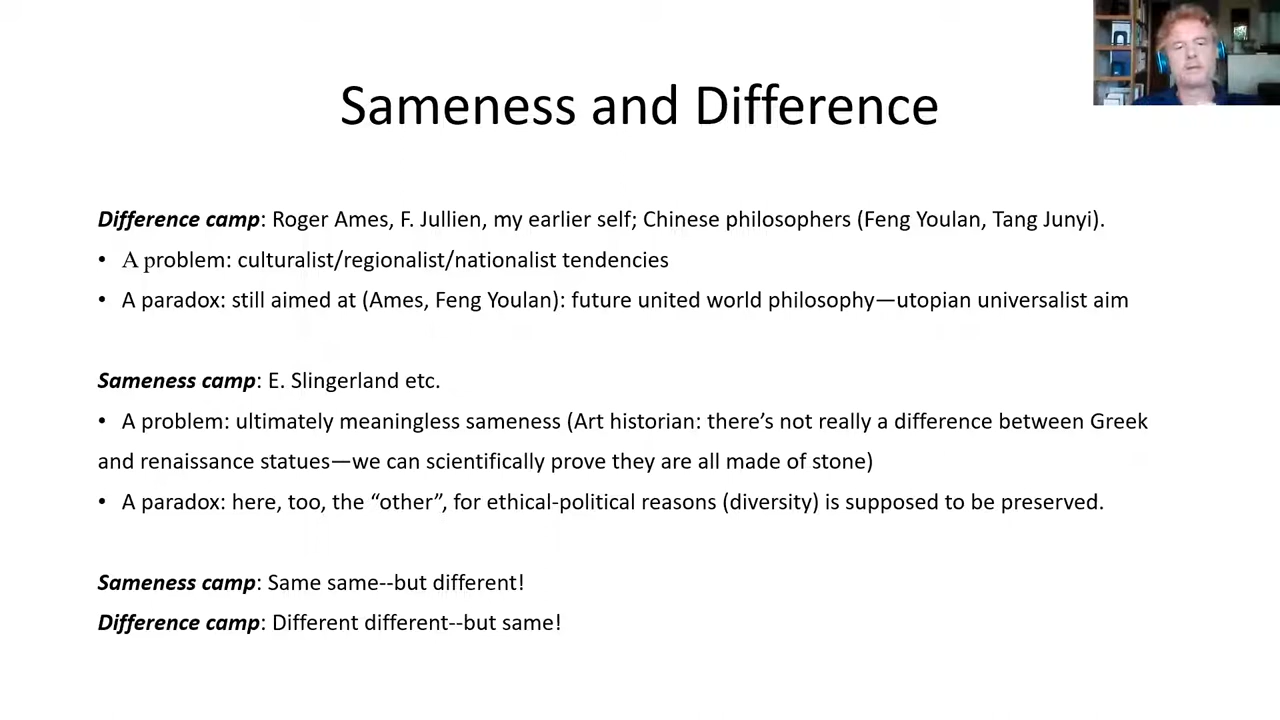 Sameness and Difference
Difference camp: Roger Ames, F. Jullien, my earlier self; Chinese philosophers (Feng Youlan, Tang Junyi).
• A problem: culturalist/regionalist/nationalist tendencies
• A paradox: still aimed at (Ames, Feng Youlan): future united world philosophy—utopian universalist aim
Sameness camp: E. Slingerland etc.
• A problem: ultimately meaningless sameness (Art historian: there’s not really a difference between Greek
and renaissance statues—we can scientifically prove they are all made of stone)
• A paradox: here, too, the “other”, for ethical-political reasons (diversity) is supposed to be preserved.
Sameness camp: Same same--but different!
Difference camp: Different different--but same!